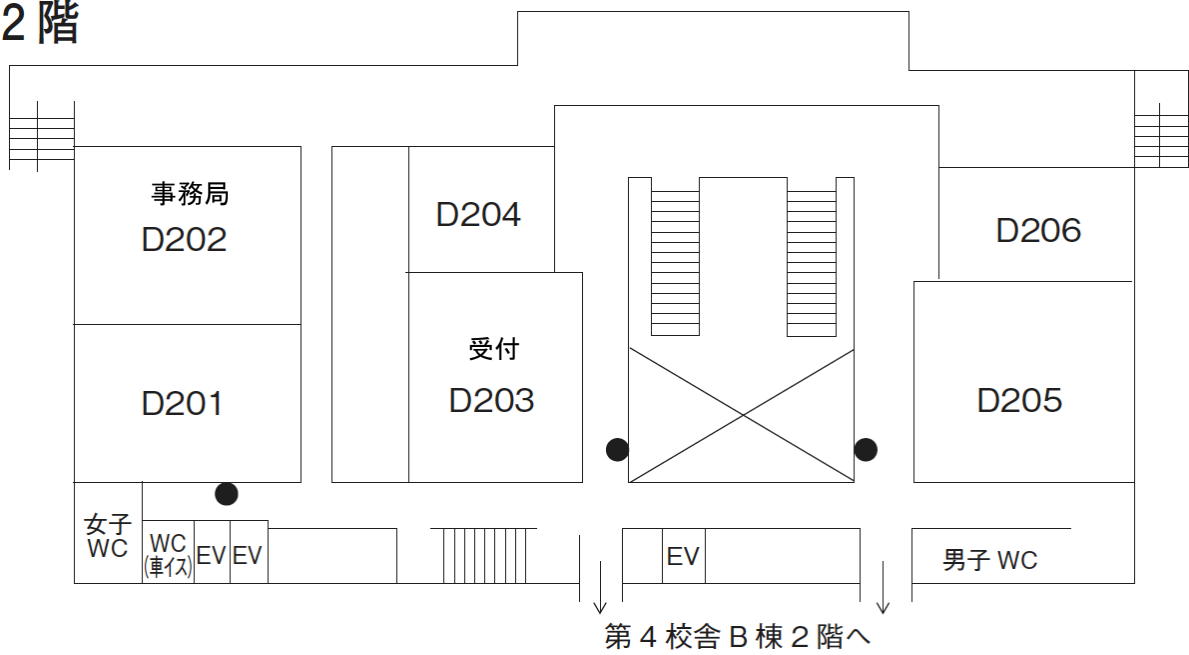 2階
事務局
D202
D204
D206
受付
D203
D201
D205
女子
WC
WC
(車イス)
EV
EV
EV
男子 WC
第4校舎B棟2階へ